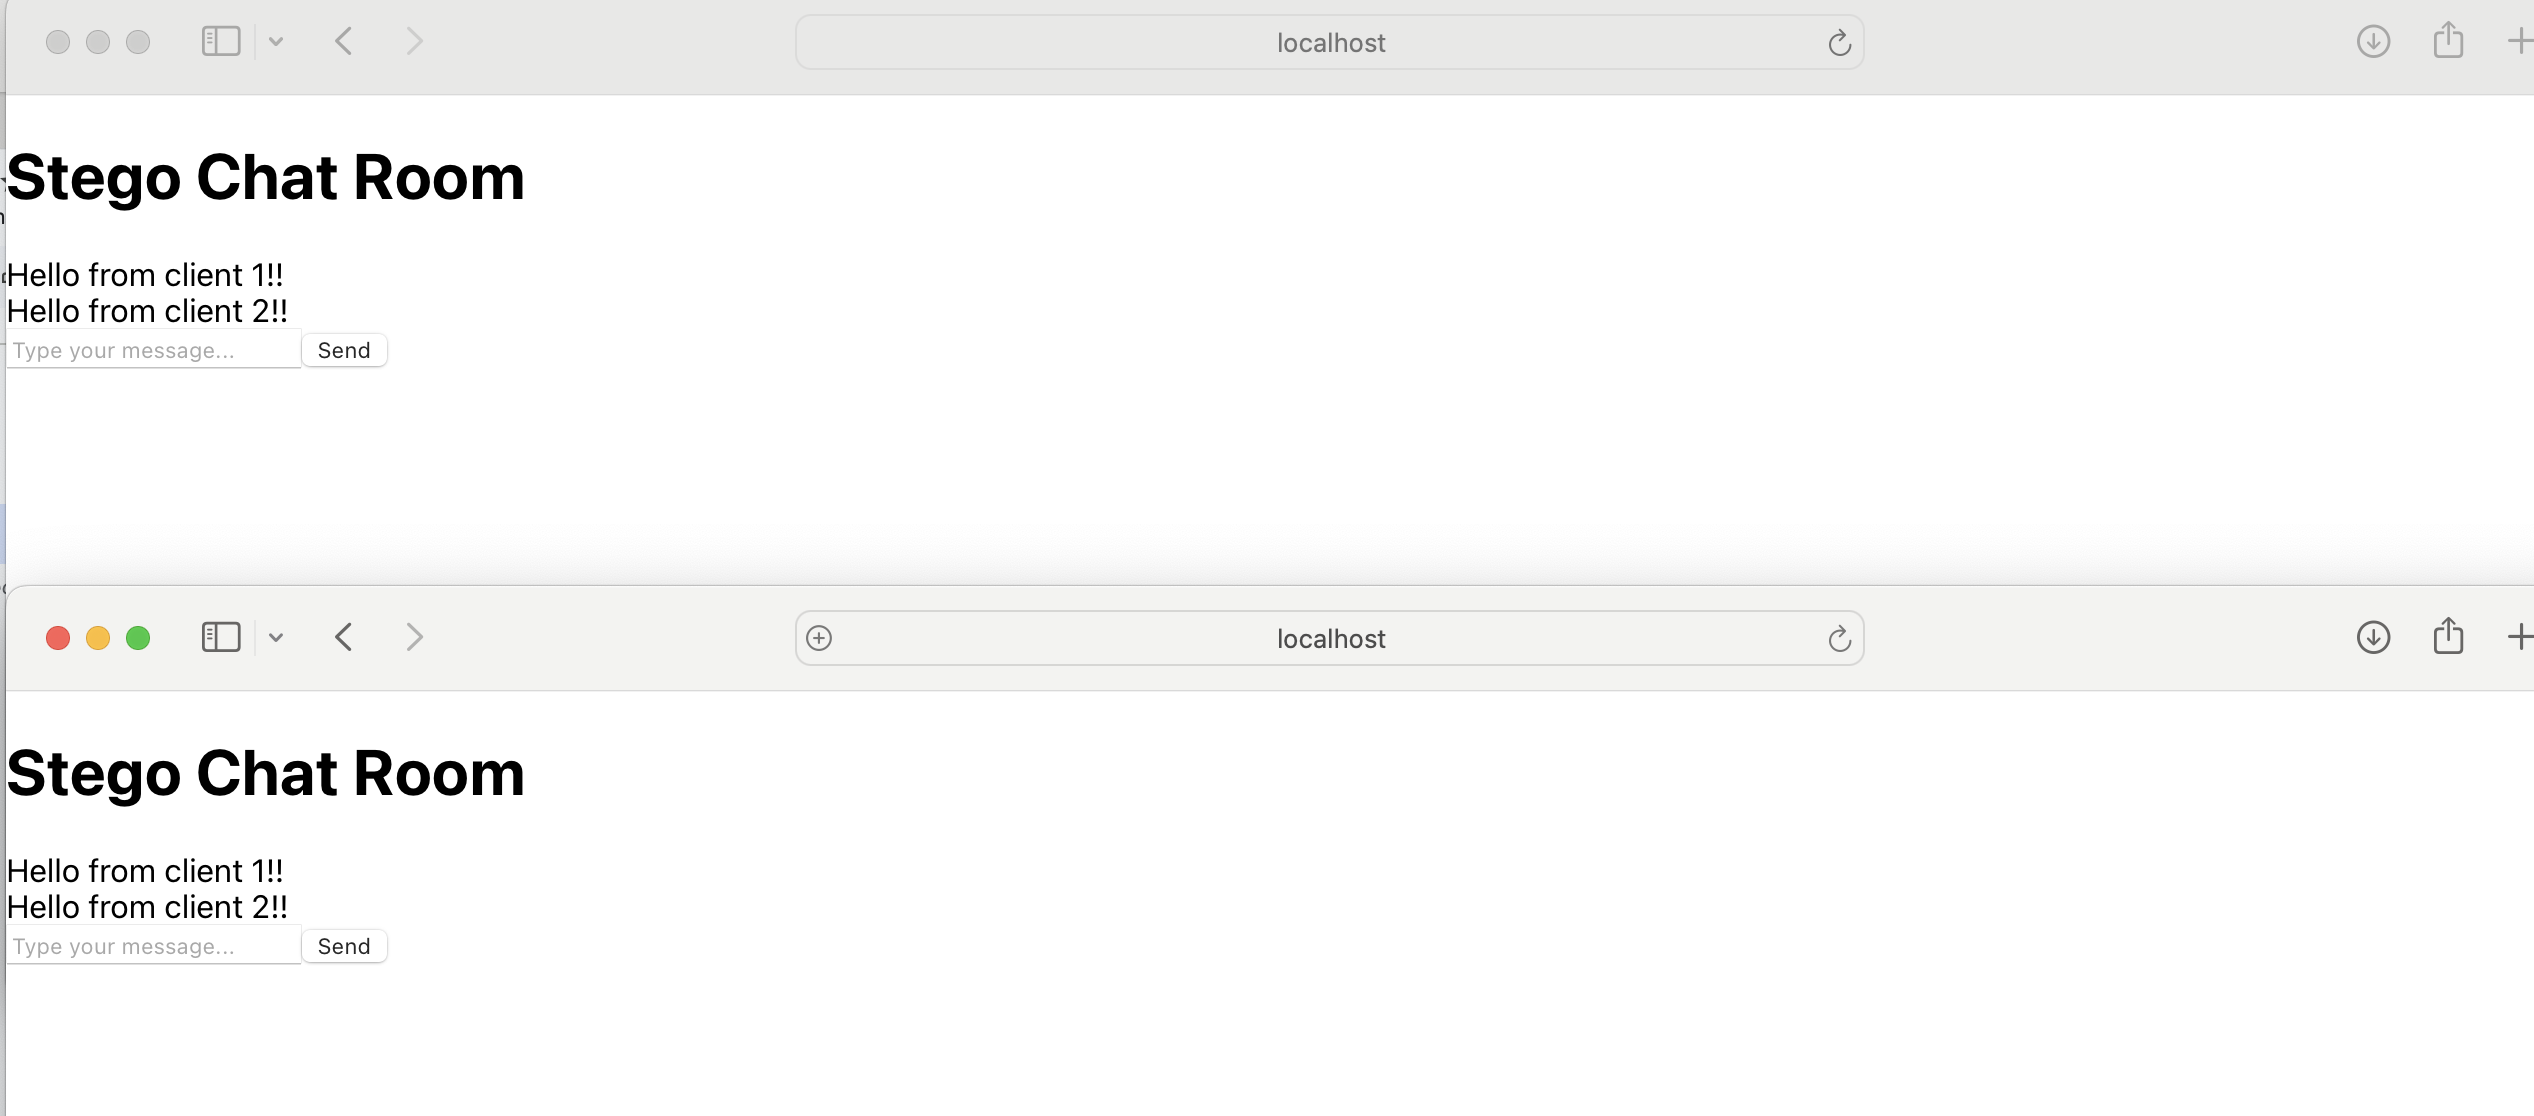 localhost
Stego Chat Room
Hello from client 1!!
Hello from client 2!!
Type your message... Send
localhost
Stego Chat Room
Hello from client 1!!
Hello from client 2!!
Type your message... Send